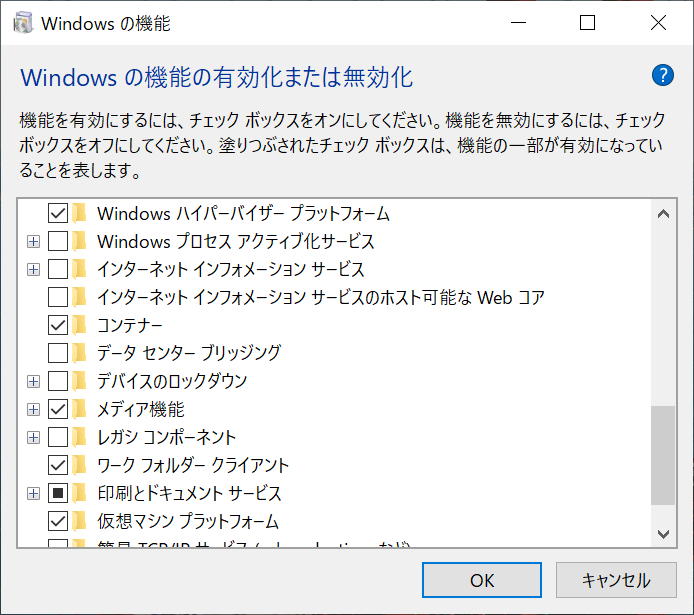 Windows の機能
Windows の機能の有効化または無効化
機能を有効にするには、チェック ボックスをオンにしてください。機能を無効にするには、チェック
ボックスをオフにしてください。塗りつぶされたチェック ボックスは、機能の一部が有効になってい
ることを表します。
Windows ハイパーバイザー プラットフォーム
Windows プロセス アクティブ化サービス
インターネット インフォメーション サービス
インターネット インフォメーション サービスのホスト可能な Web コア
コンテナー
データ センター ブリッジング
デバイスのロックダウン
メディア機能
レガシ コンポーネント
ワーク フォルダー クライアント
印刷とドキュメント サービス
仮想マシン プラットフォーム
TCP/IP サービス
OK
キャンセル